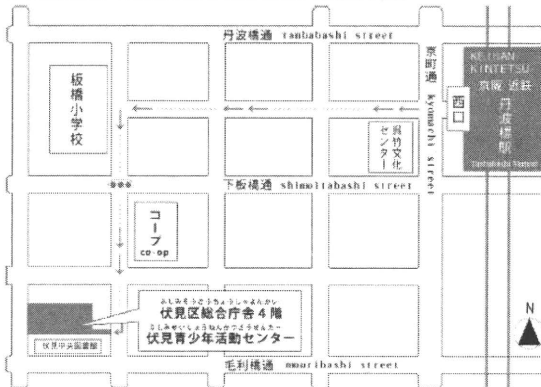 丹波橋通 tanbabashi street
京町通 kyomachi street
KEIHAN
KINTETSU
京阪 近鉄
丹波橋駅
西口
板橋小学校
呉竹文化
センター
下板橋通 shimoitabashi street
コープ
co-op
ふしみそうごうちょうしゃよんかい
伏見区総合庁舎4階
ふしみせいしょうねんかつどうせんたー
伏見青少年活動センター
伏見中央図書館
N
毛利橋通 mouribashi street